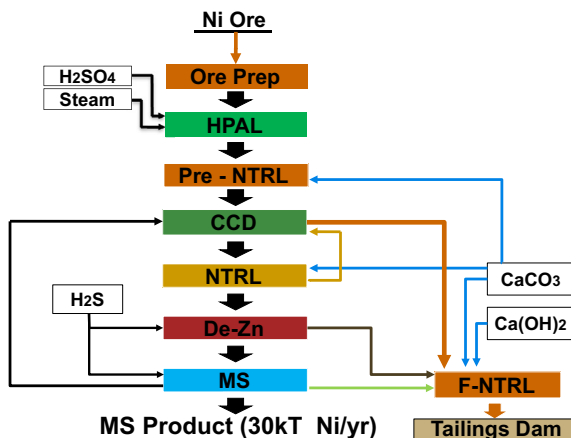 Ni Ore
H2SO4
Ore Prep
Steam
HPAL
Pre - NTRL
CCD
NTRL
CaCO3
H2S
Ca(OH)2
De-Zn
MS
F-NTRL
MS Product (30kT Ni/yr)
Tailings Dam